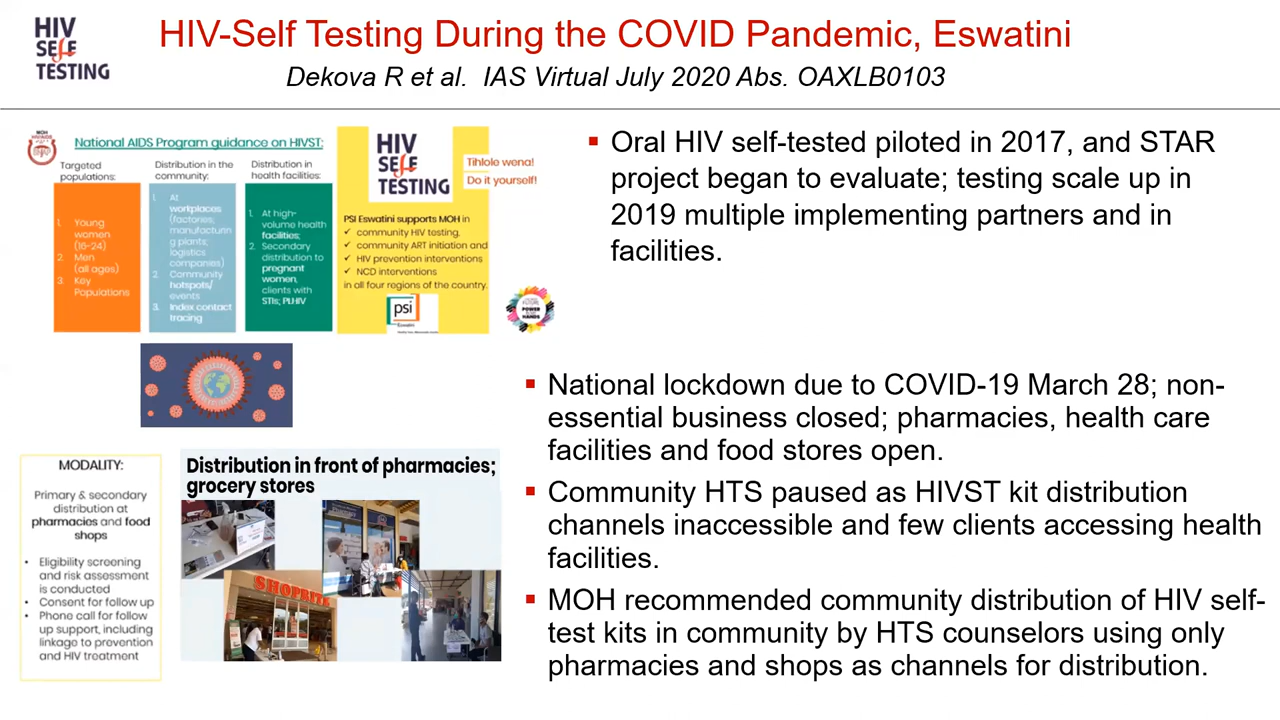 HIV
SELF
TESTING
HIV-Self Testing During the COVID Pandemic, Eswatini
Dekova R et al. IAS Virtual July 2020 Abs. OAXLB0103
MOH
National AIDS Program guidance on HIVST:
Targeted
populations:
1. Young
women
(16-24)
2. Men
(all ages)
3. Key
Populations
Distribution in the
community:
1. At
workplaces
(factories;
manufacturin
g plants;
logistics
companies)
2. Community
hotspots/
events
3. Index contact
tracing
Distribution in
health facilities:
1. At high-
volume health
facilities;
2. Secondary
distribution to
pregnant
women,
clients with
STIs; PLHIV
HIV
SELF
TESTING
Tihlole wena!
Do it yourself!
PSI Eswatini supports MOH in
✓ community HIV testing.
✓ community ART initiation and
✓ HIV prevention interventions
✓ NCD interventions
in all four regions of the country.
psi
Eswatini
FUTURE
POWER
HANDS
▪ Oral HIV self-tested piloted in 2017, and STAR
project began to evaluate; testing scale up in
2019 multiple implementing partners and in
facilities.
MODALITY:
Primary & secondary
distribution at
pharmacies and food
shops
• Eligibility screening
and risk assessment
is conducted
• Consent for follow up
• Phone call for follow
up support, including
linkage to prevention
and HIV treatment
Distribution in front of pharmacies;
grocery stores
SHOPRITE
▪ National lockdown due to COVID-19 March 28; non-
essential business closed; pharmacies, health care
facilities and food stores open.
▪ Community HTS paused as HIVST kit distribution
channels inaccessible and few clients accessing health
facilities.
▪ MOH recommended community distribution of HIV self-
test kits in community by HTS counselors using only
pharmacies and shops as channels for distribution.